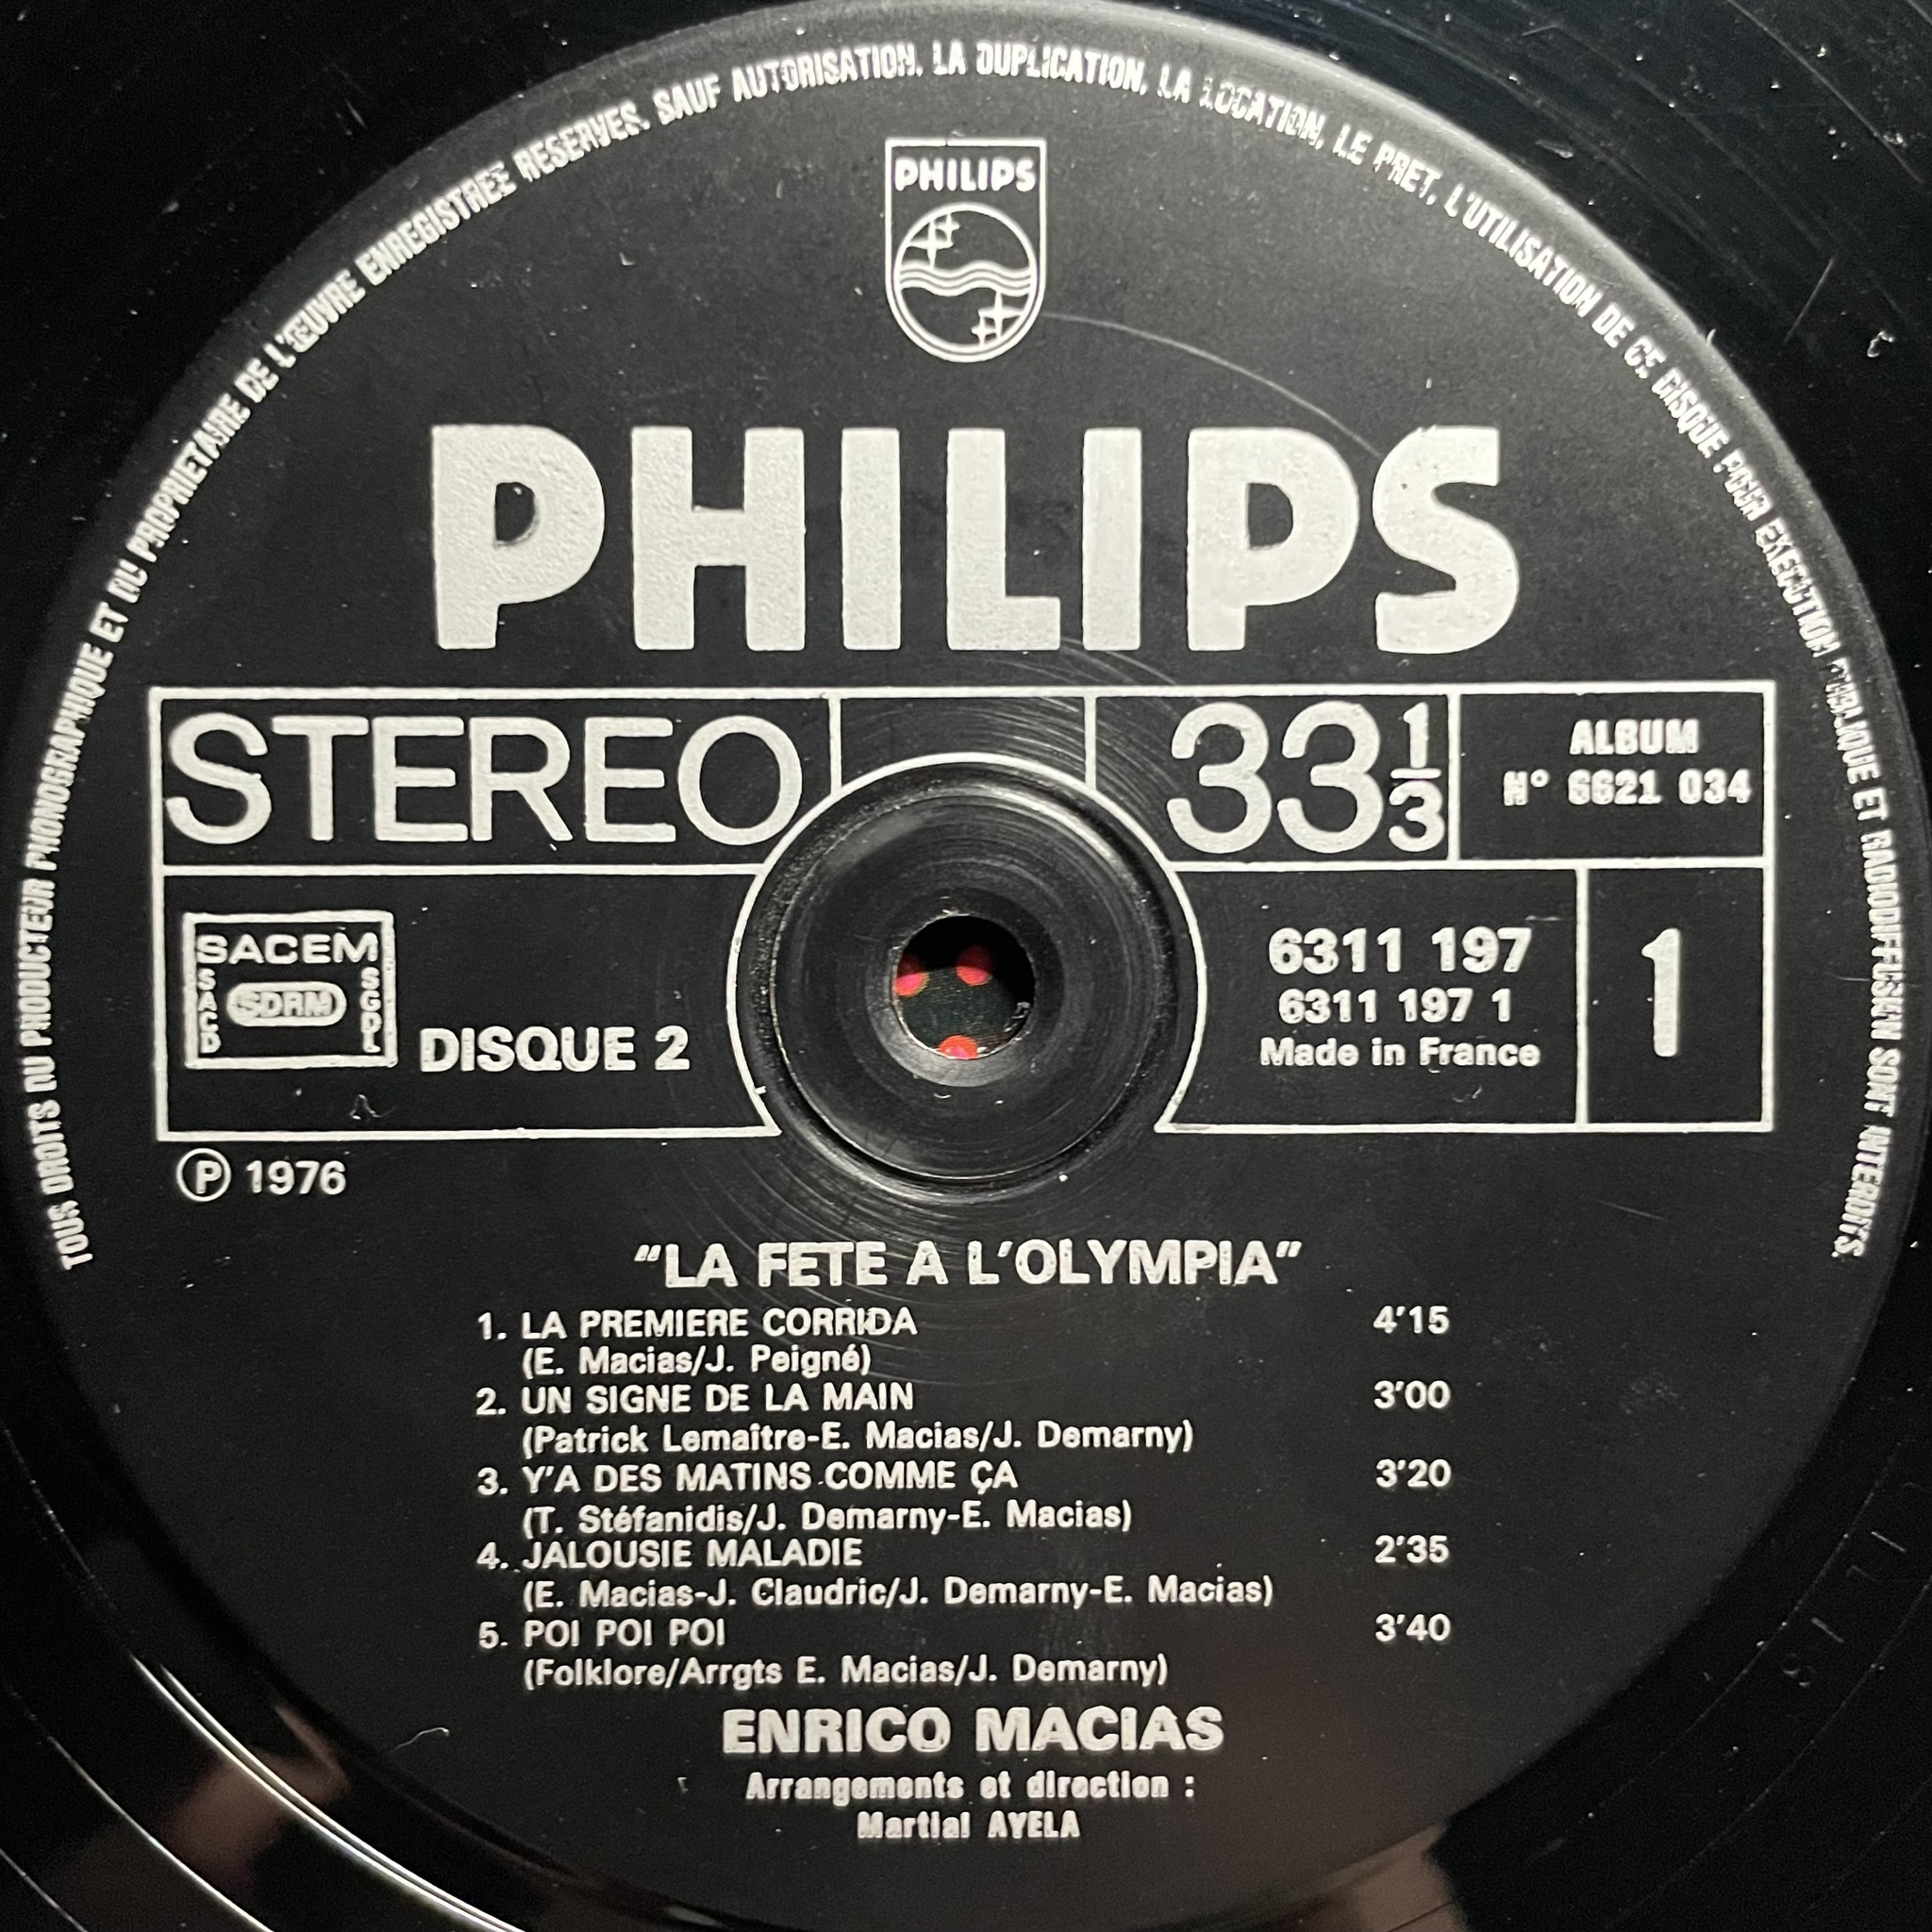 TOUS DROITS DU PRODUCTEUR PHONOGRAPHIQUE ET DU PROPRIETAIRE DE L'ŒUVRE ENREGISTREE RESERVES. SAUF AUTORISATION, LA DUPLICATION, LA LOCATION, LE PRET, L'UTILISATION DE CE DISQUE POUR EXECUTION PUBLIQUE ET RADIODIFFUSION SONT INTERDITS.
PHILIPS
PHILIPS
STEREO
33 1/3
ALBUM
N° 6621 034
SACEM
SACD
SDRM
SGDL
DISQUE 2
6311 197
6311 197 1
Made in France
1
Ⓟ 1976
"LA FETE A L'OLYMPIA"
1. LA PREMIERE CORRIDA 4'15
(E. Macias/J. Peigné)
2. UN SIGNE DE LA MAIN 3'00
(Patrick Lemaître-E. Macias/J. Demarny)
3. Y'A DES MATINS COMME ÇA 3'20
(T. Stéfanidis/J. Demarny-E. Macias)
4. JALOUSIE MALADIE 2'35
(E. Macias-J. Claudric/J. Demarny-E. Macias)
5. POI POI POI 3'40
(Folklore/Arrgts E. Macias/J. Demarny)
ENRICO MACIAS
Arrangements et direction :
Martial AYELA